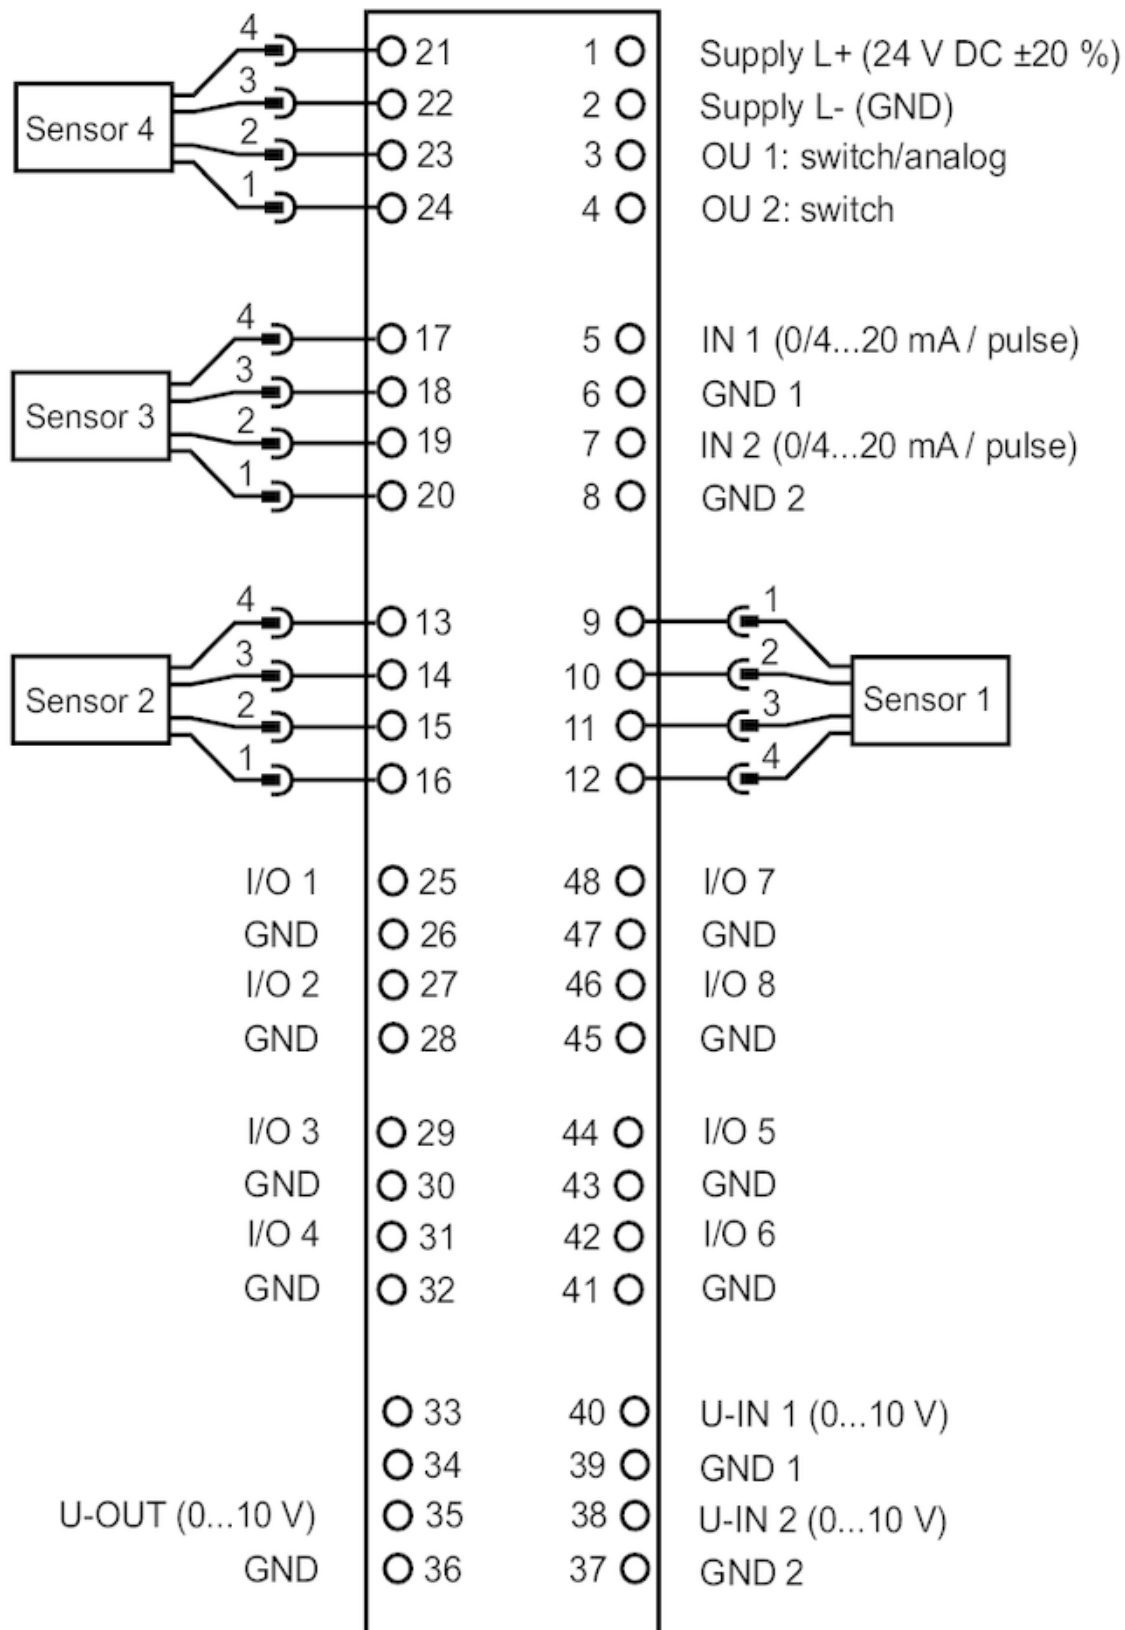 4
21 1 Supply L+ (24 V DC ±20 %)
3
22 2 Supply L- (GND)
Sensor 4
2
23 3 OU 1: switch/analog
1
24 4 OU 2: switch
4
17 5 IN 1 (0/4...20 mA / pulse)
3
18 6 GND 1
Sensor 3
2
19 7 IN 2 (0/4...20 mA / pulse)
1
20 8 GND 2
4 1
13 9
3 2
14 10
Sensor 2 Sensor 1
2 3
15 11
1 4
16 12
I/O 1 25 48 I/O 7
GND 26 47 GND
I/O 2 27 46 I/O 8
GND 28 45 GND
I/O 3 29 44 I/O 5
GND 30 43 GND
I/O 4 31 42 I/O 6
GND 32 41 GND
33 40 U-IN 1 (0...10 V)
34 39 GND 1
U-OUT (0...10 V) 35 38 U-IN 2 (0...10 V)
GND 36 37 GND 2